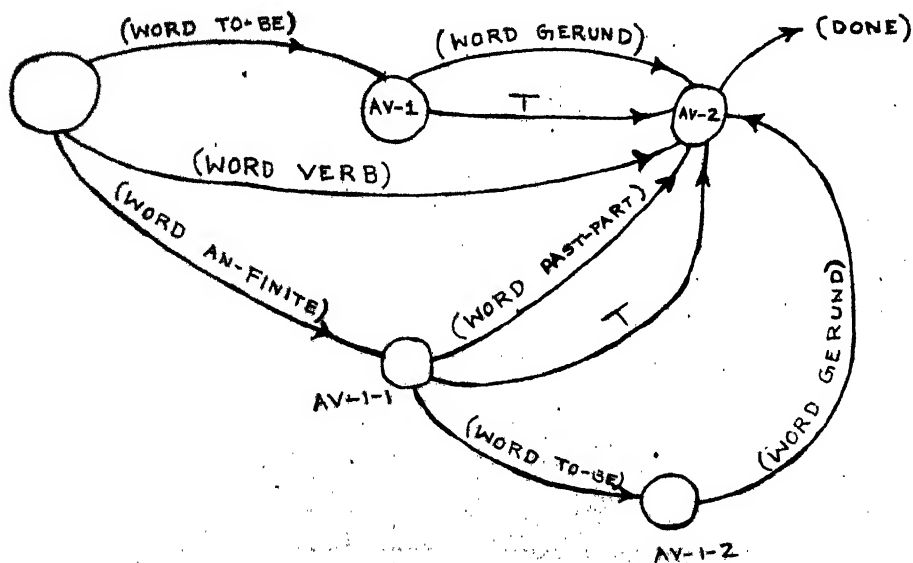 (WORD TO-BE)
(WORD GERUND)
(DONE)
AV-1
T
AV-2
(WORD VERB)
(WORD AN-FINITE)
(WORD PAST-PART)
T
(WORD GERUND)
AV-1-1
(WORD TO-BE)
AV-1-2